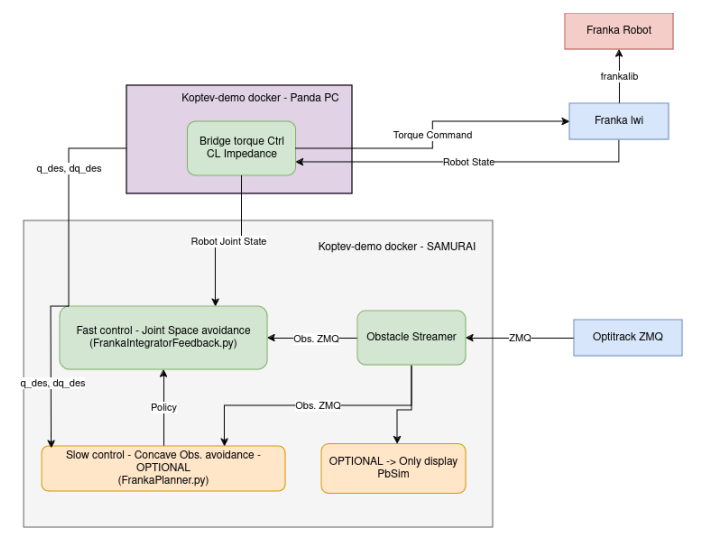 Franka Robot
frankalib
Koptev-demo docker - Panda PC
Franka lwi
Bridge torque Ctrl
CL Impedance
Torque Command
Robot State
q_des, dq_des
Robot Joint State
Koptev-demo docker - SAMURAI
Fast control - Joint Space avoidance
(FrankaIntegratorFeedback.py)
Obs. ZMQ
Obstacle Streamer
ZMQ
Optitrack ZMQ
q_des, dq_des
Policy
Obs. ZMQ
Slow control - Concave Obs. avoidance -
OPTIONAL
(FrankaPlanner.py)
OPTIONAL -> Only display
PbSim